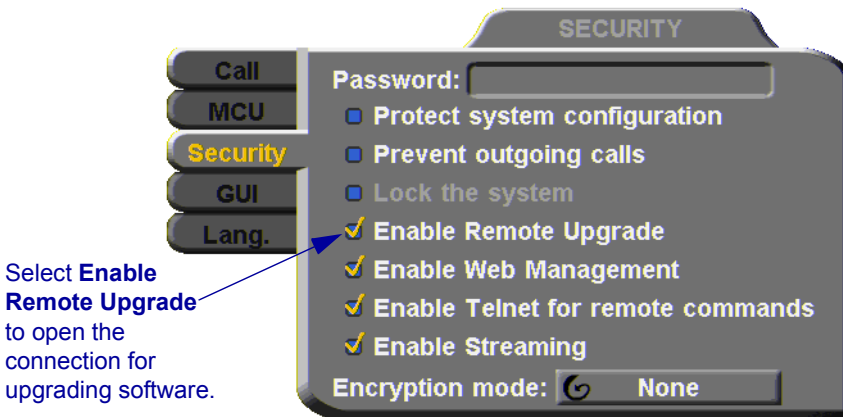 SECURITY
Call
MCU
Security
GUI
Lang.
Password:
Protect system configuration
Prevent outgoing calls
Lock the system
Enable Remote Upgrade
Enable Web Management
Enable Telnet for remote commands
Enable Streaming
Encryption mode: None
Select Enable
Remote Upgrade
to open the
connection for
upgrading software.